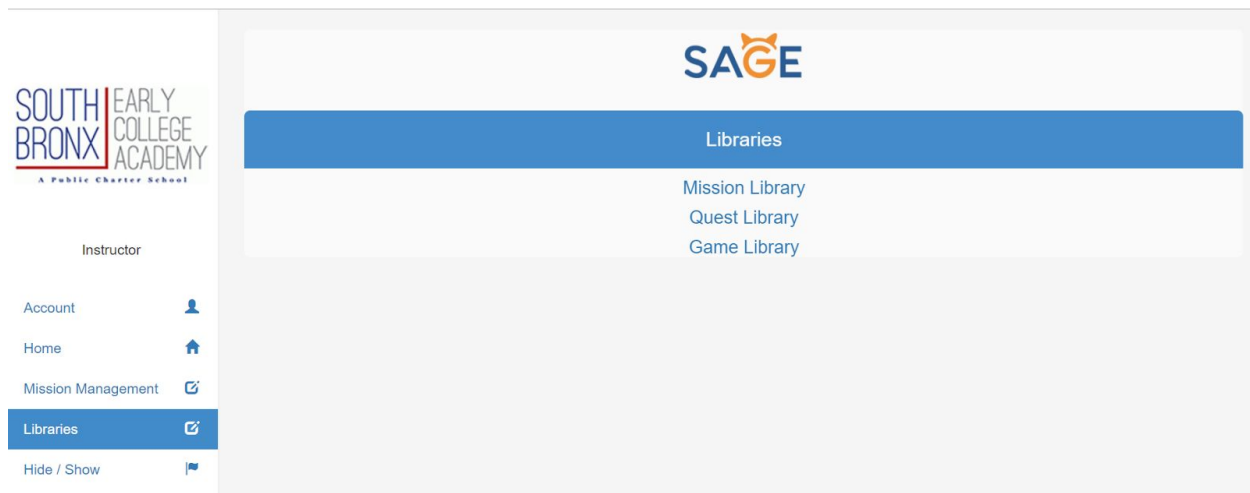 SOUTH BRONX
EARLY COLLEGE ACADEMY
A Public Charter School
Instructor
Account
Home
Mission Management
Libraries
Hide / Show
SAGE
Libraries
Mission Library
Quest Library
Game Library